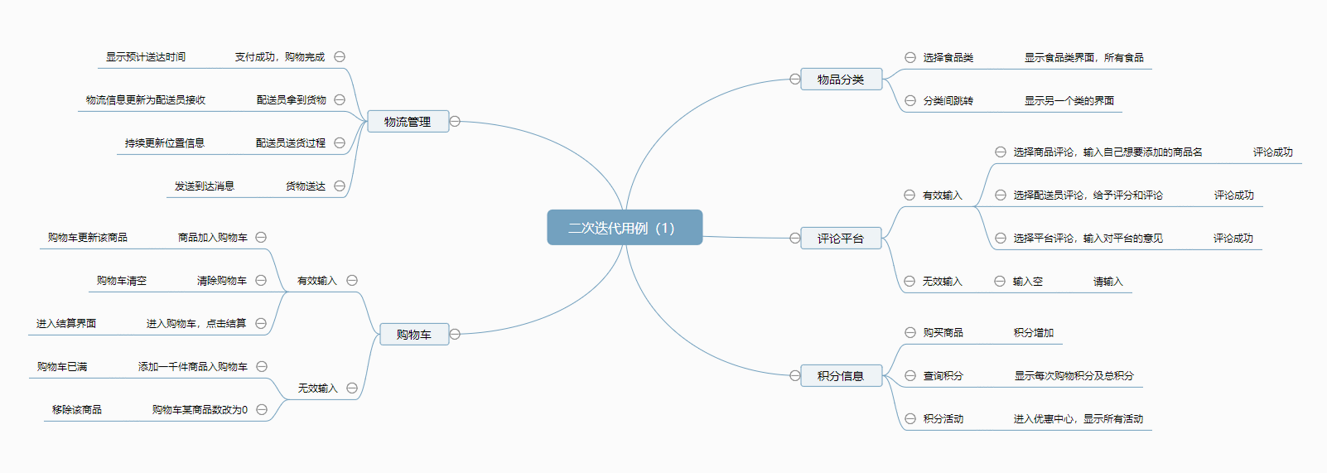 二次迭代用例（1）
物流管理
支付成功，购物完成
显示预计送达时间
配送员拿到货物
物流信息更新为配送员接收
配送员送货过程
持续更新位置信息
货物送达
发送到达消息
购物车
有效输入
商品加入购物车
购物车更新该商品
清除购物车
购物车清空
进入购物车，点击结算
进入结算界面
无效输入
添加一千件商品入购物车
购物车已满
购物车某商品数改为0
移除该商品
物品分类
选择食品类
显示食品类界面，所有食品
分类间跳转
显示另一个类的界面
评论平台
有效输入
选择商品评论，输入自己想要添加的商品名
评论成功
选择配送员评论，给予评分和评论
评论成功
选择平台评论，输入对平台的意见
评论成功
无效输入
输入空
请输入
积分信息
购买商品
积分增加
查询积分
显示每次购物积分及总积分
积分活动
进入优惠中心，显示所有活动